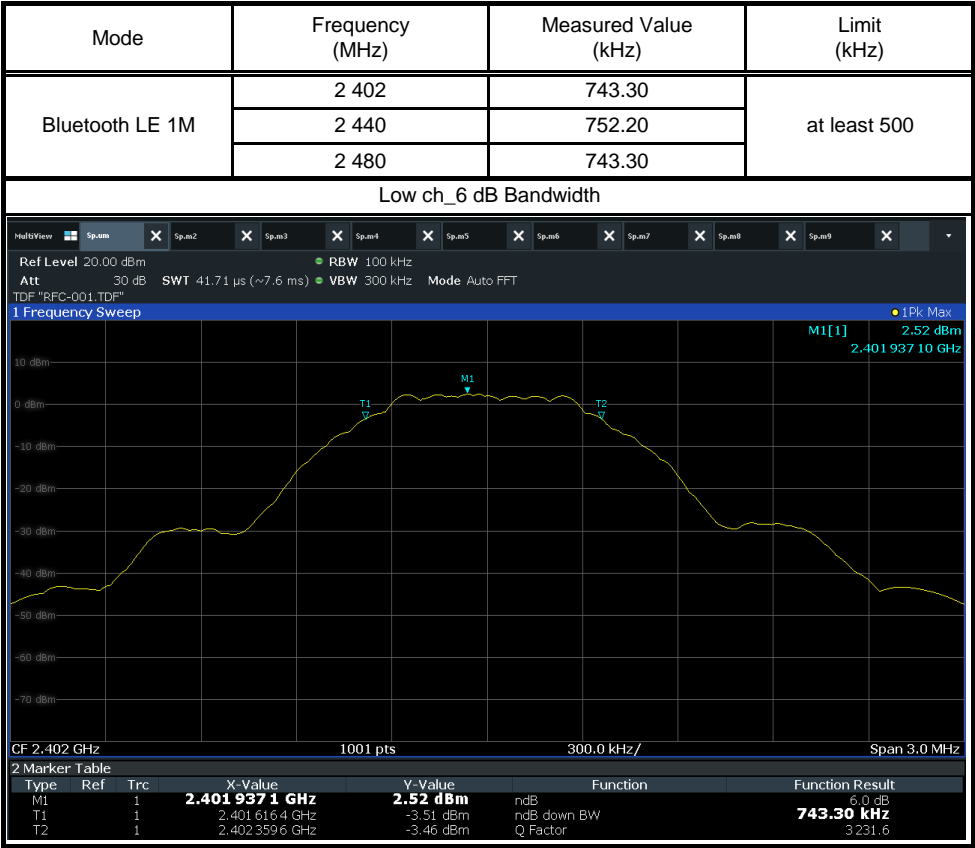 Mode Frequency (MHz) Measured Value (kHz) Limit (kHz)
Bluetooth LE 1M 2 402 743.30 at least 500
2 440 752.20
2 480 743.30
Low ch_6 dB Bandwidth
MultiView Sp.um Sp.m2 Sp.m3 Sp.m4 Sp.m5 Sp.m6 Sp.m7 Sp.m8 Sp.m9
Ref Level 20.00 dBm RBW 100 kHz
Att 30 dB SWT 41.71 µs (~7.6 ms) VBW 300 kHz Mode Auto FFT
TDF "RFC-001.TDF"
1 Frequency Sweep 1Pk Max
M1[1] 2.52 dBm
2.401 937 10 GHz
10 dBm
M1
T1 T2
0 dBm
-10 dBm
-20 dBm
-30 dBm
-40 dBm
-50 dBm
-60 dBm
-70 dBm
CF 2.402 GHz 1001 pts 300.0 kHz/ Span 3.0 MHz
2 Marker Table
Type Ref Trc X-Value Y-Value Function Function Result
M1 1 2.401 937 1 GHz 2.52 dBm ndB 6.0 dB
T1 1 2.401 616 4 GHz -3.51 dBm ndB down BW 743.30 kHz
T2 1 2.402 359 6 GHz -3.46 dBm Q Factor 3 231.6